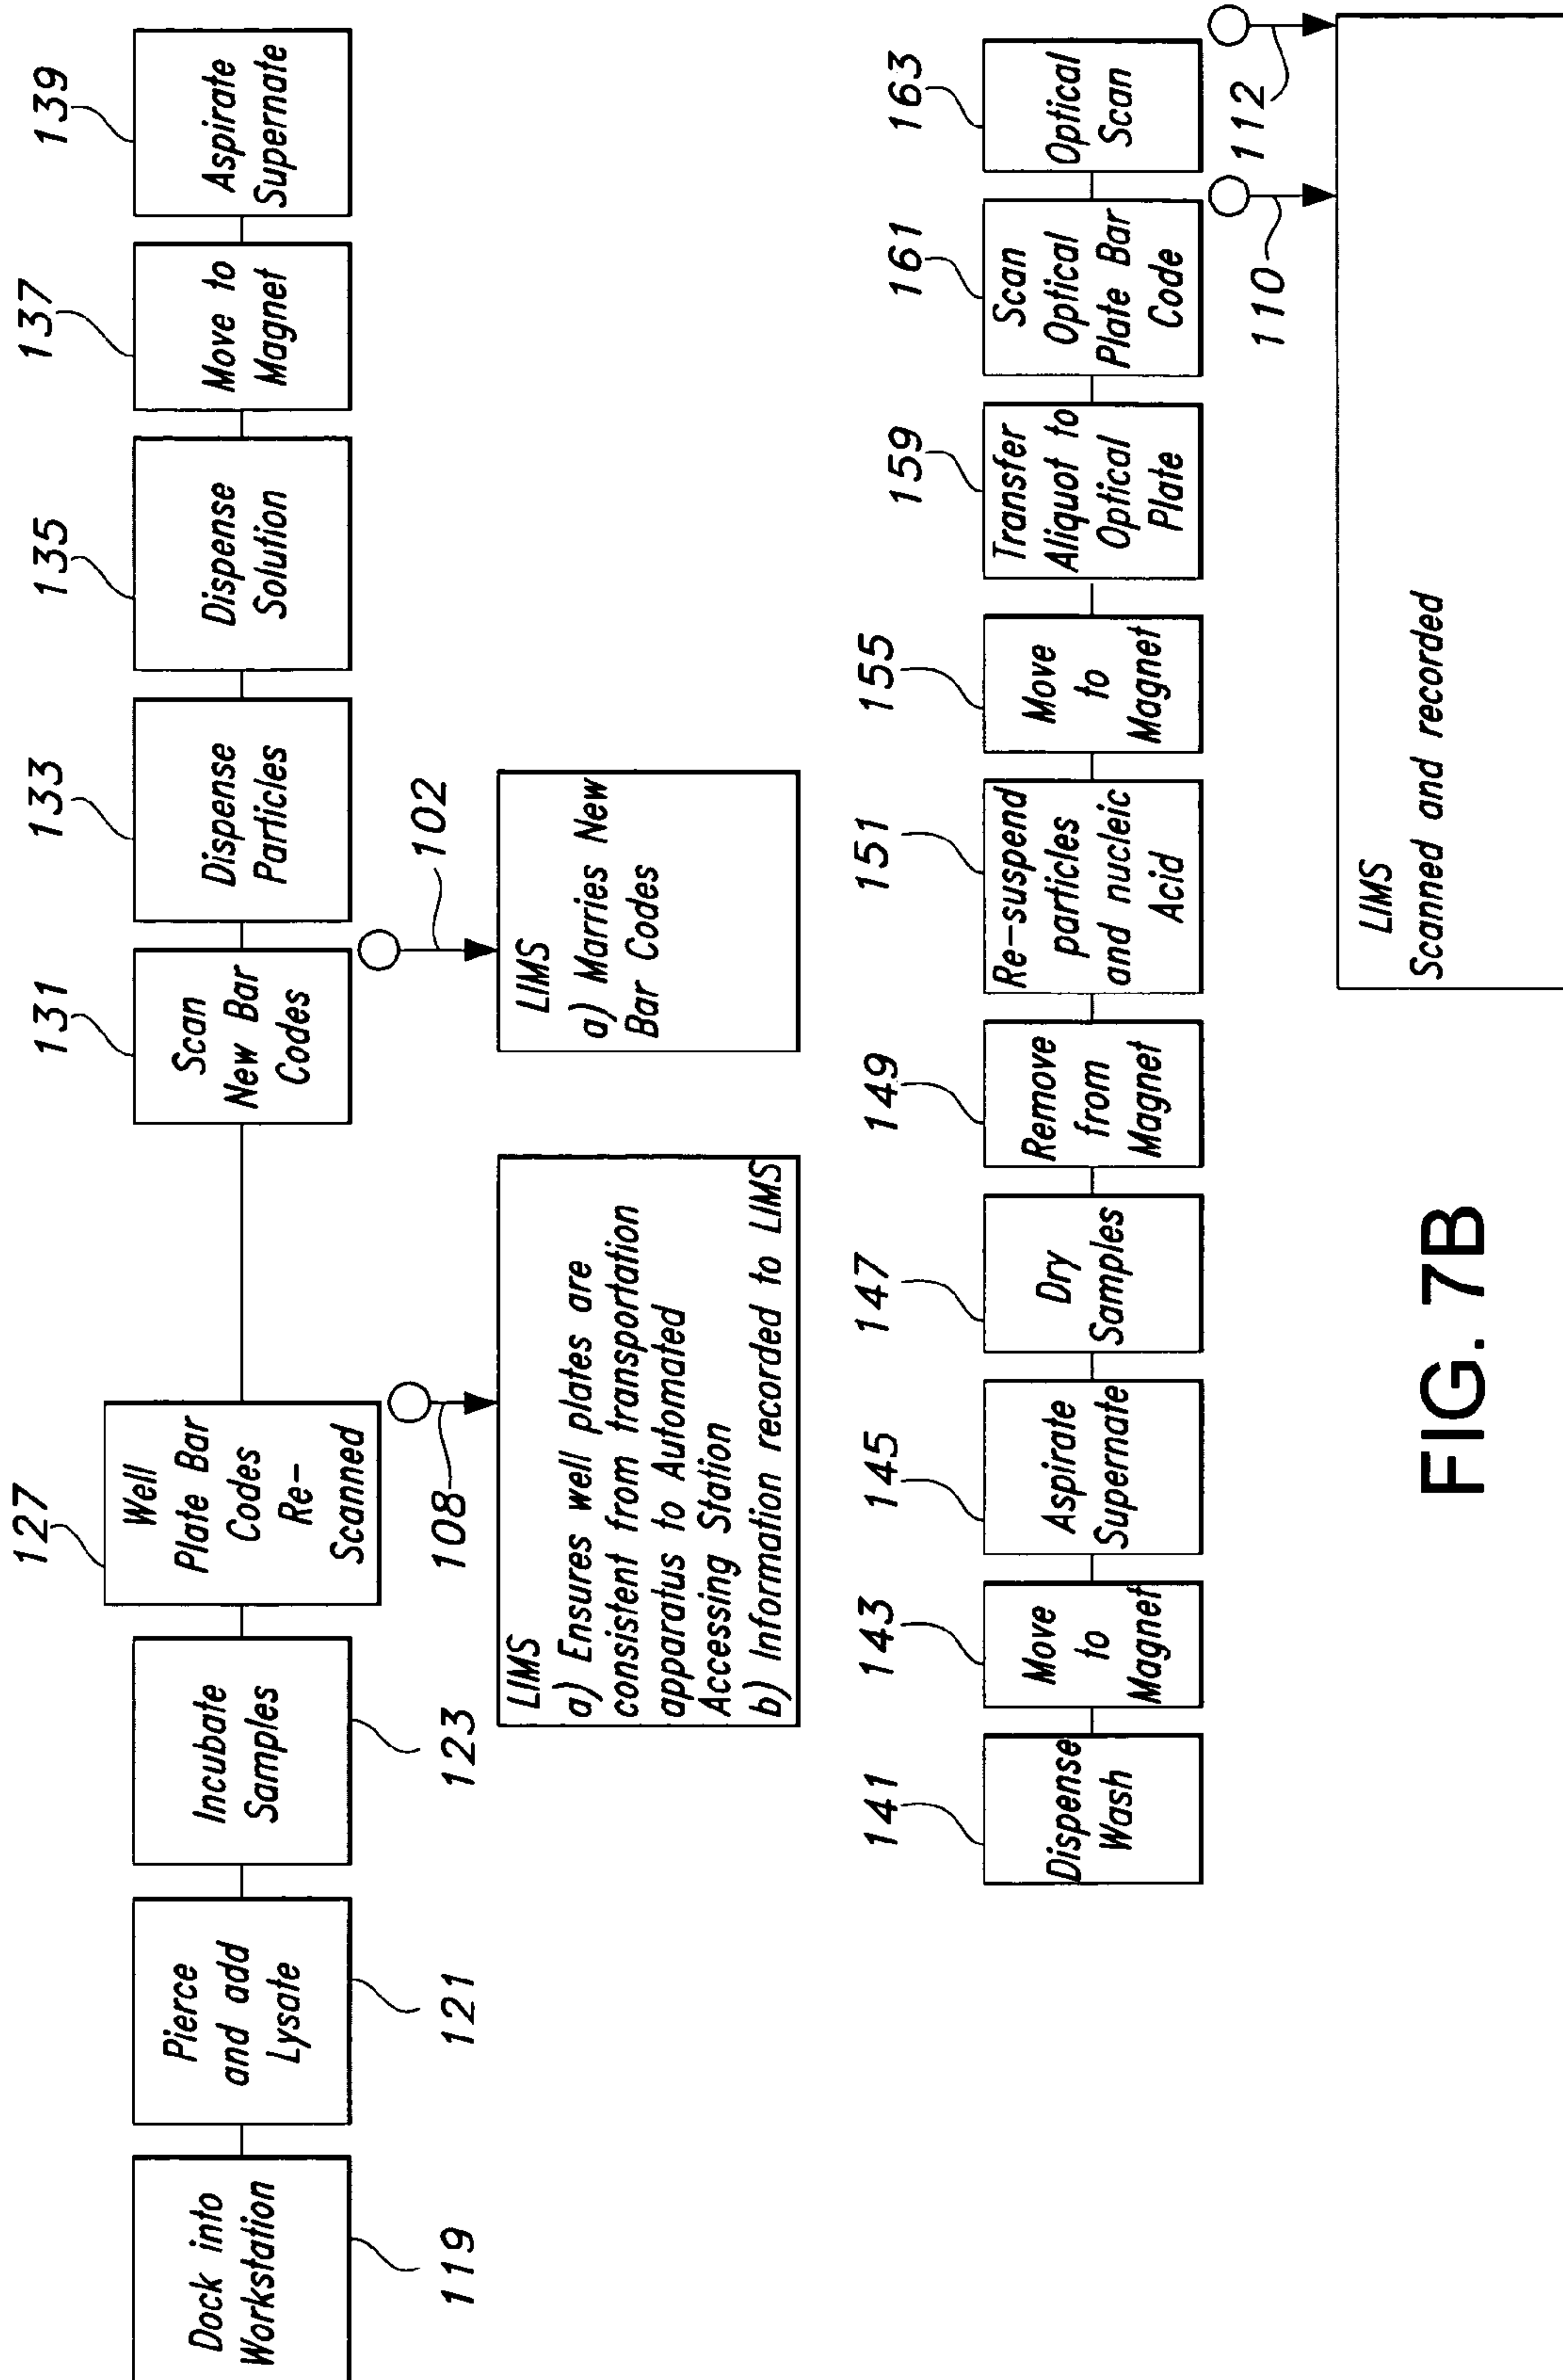 119
Dock into
Workstation
121
Pierce
and add
Lysate
123
Incubate
Samples
127
Well
Plate Bar
Codes
Re-
Scanned
131
Scan
New Bar
Codes
133
Dispense
Particles
135
Dispense
Solution
137
Move to
Magnet
139
Aspirate
Supernate
108
LIMS
a) Ensures well plates are
consistent from transportation
apparatus to Automated
Accessing Station
b) Information recorded to LIMS
102
LIMS
a) Marries New
Bar Codes
141
Dispense
Wash
143
Move
to
Magnet
145
Aspirate
Supernate
147
Dry
Samples
149
Remove
from
Magnet
151
Re-suspend
particles
and nucleic
Acid
155
Move
to
Magnet
159
Transfer
Aliquot to
Optical
Plate
161
Scan
Optical
Plate Bar
Code
163
Optical
Scan
110
112
LIMS
Scanned and recorded
FIG. 7B